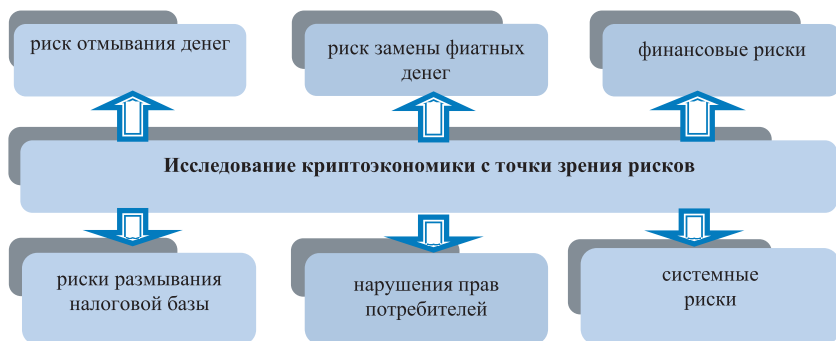 риск отмывания денег
риск замены фиатных
денег
финансовые риски
Исследование криптоэкономики с точки зрения рисков
риски размывания
налоговой базы
нарушения прав
потребителей
системные
риски